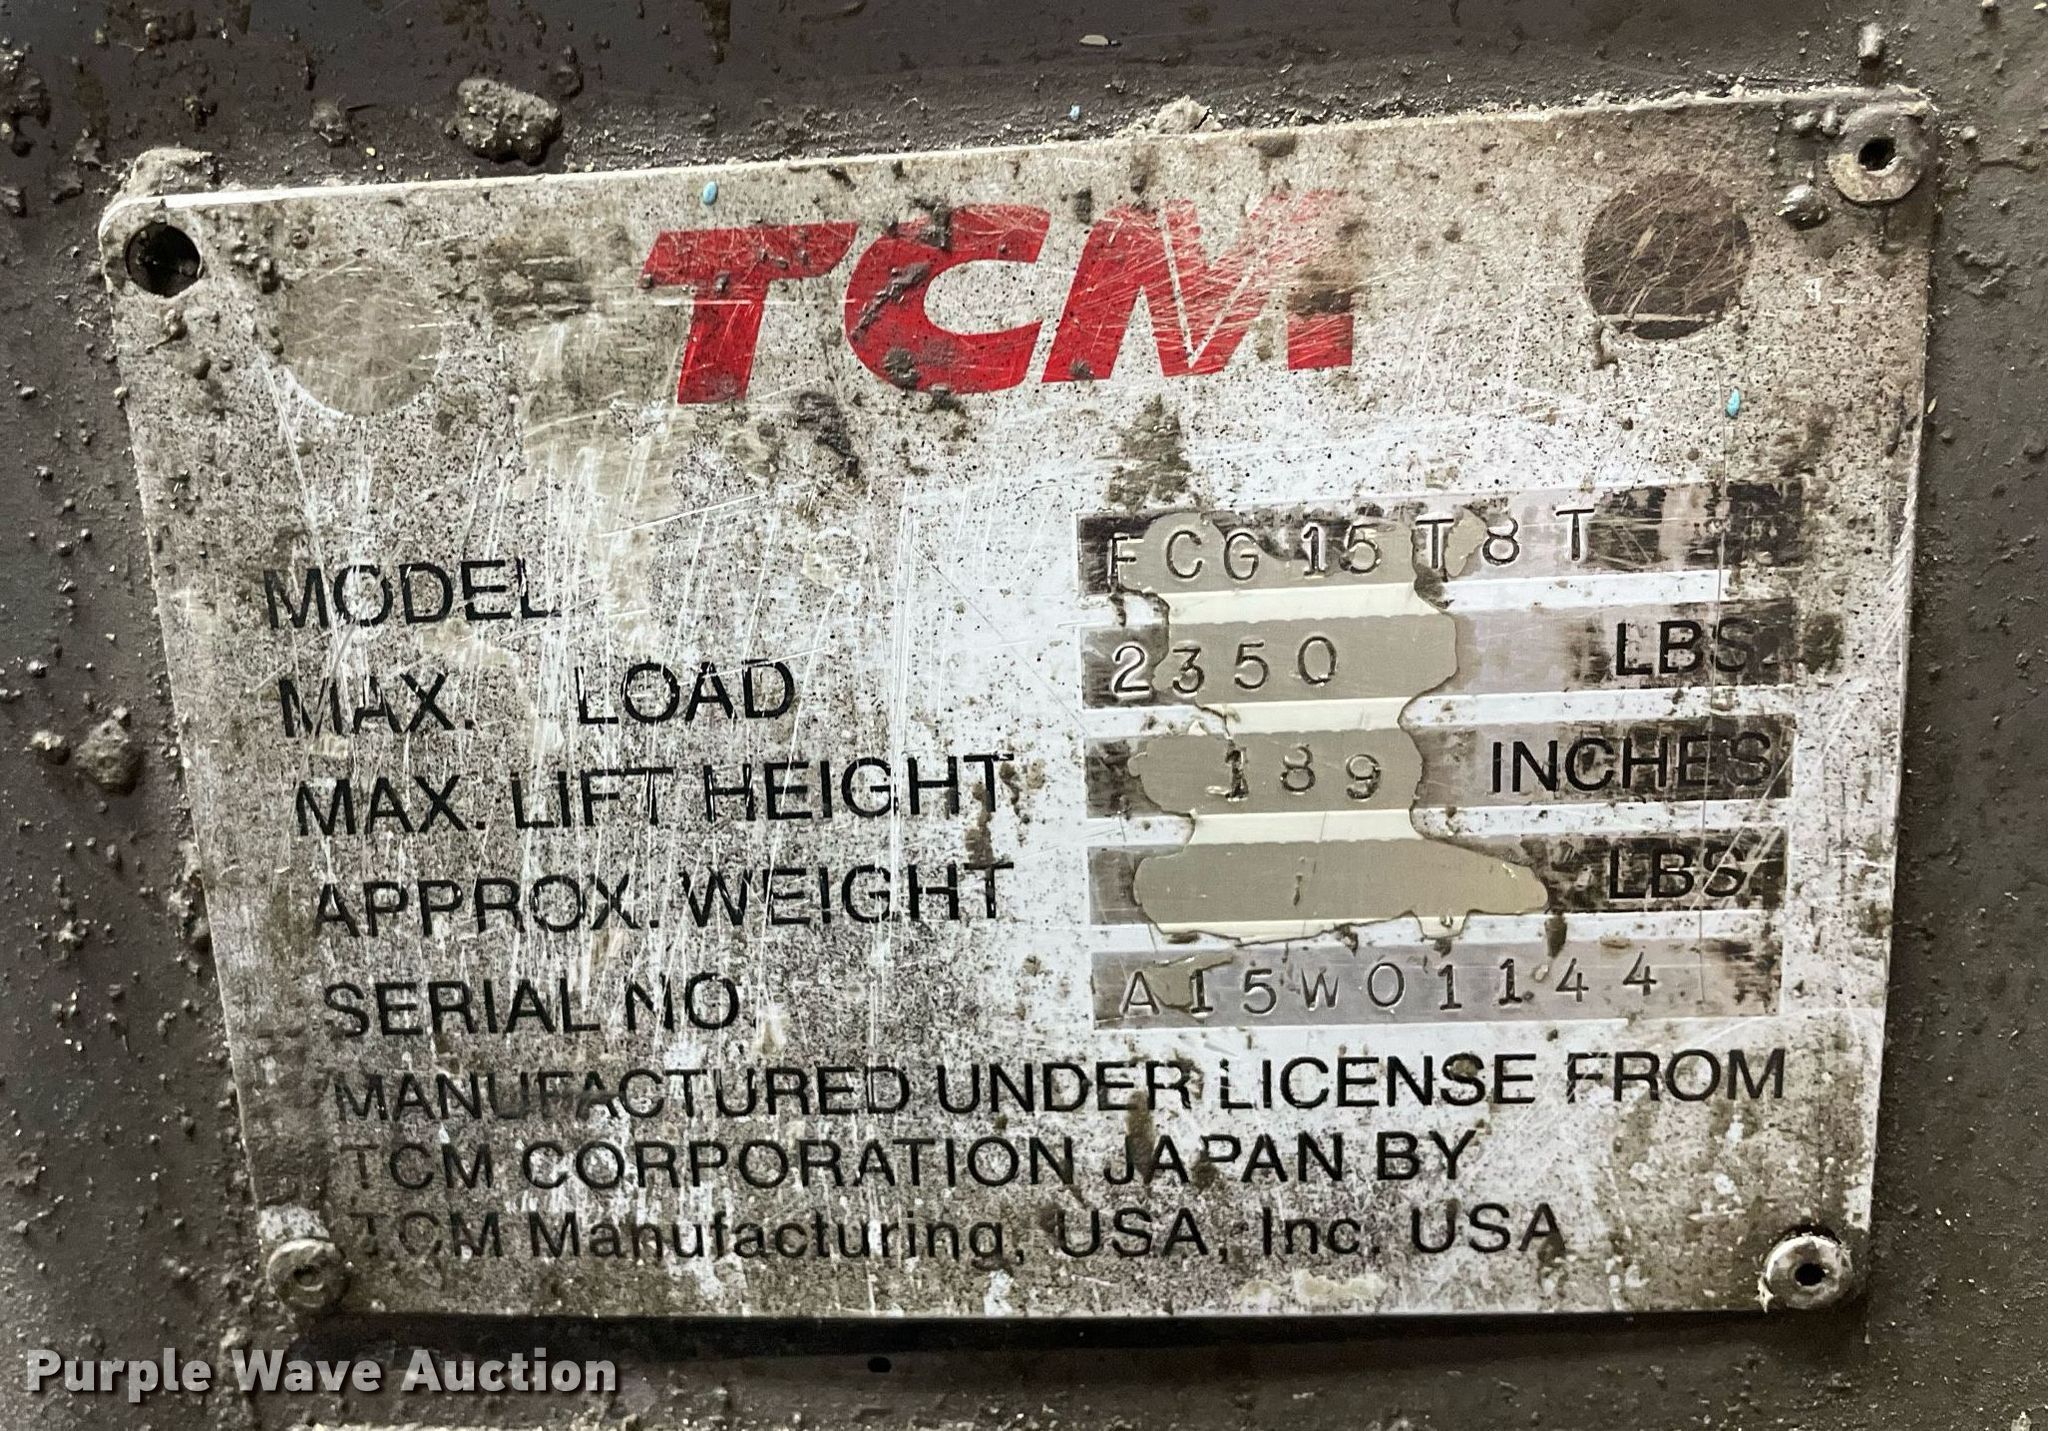 TCM
MODEL FCG15T8T
MAX. LOAD 2350 LBS.
MAX. LIFT HEIGHT 189 INCHES
APPROX. WEIGHT LBS.
SERIAL NO. A15W01144
MANUFACTURED UNDER LICENSE FROM
TCM CORPORATION JAPAN BY
TCM Manufacturing, USA, Inc. USA
Purple Wave Auction